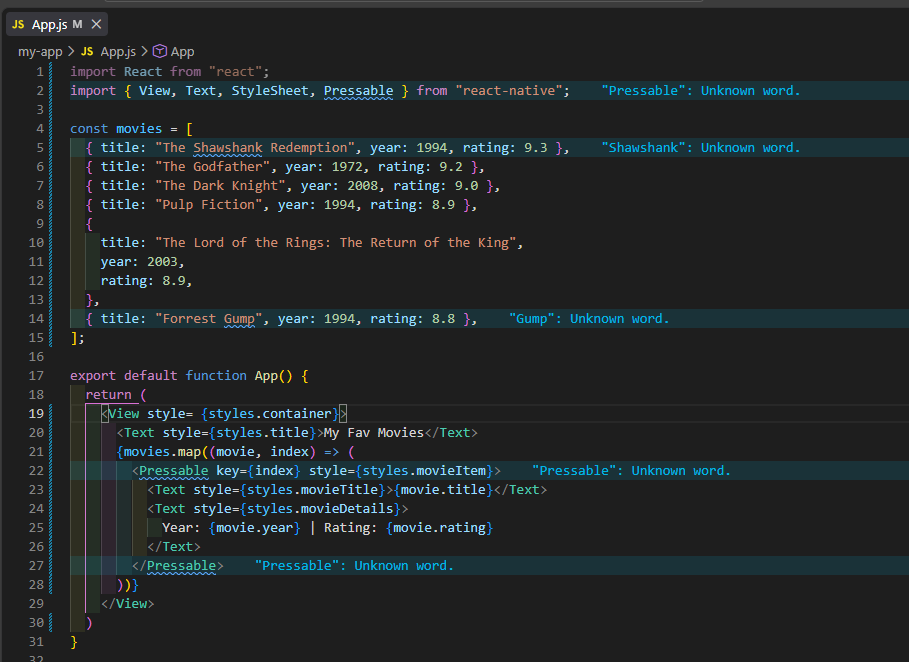 JS App.js M ×
my-app > JS App.js > App
1 import React from "react";
2 import { View, Text, StyleSheet, Pressable } from "react-native"; "Pressable": Unknown word.
3
4 const movies = [
5 { title: "The Shawshank Redemption", year: 1994, rating: 9.3 }, "Shawshank": Unknown word.
6 { title: "The Godfather", year: 1972, rating: 9.2 },
7 { title: "The Dark Knight", year: 2008, rating: 9.0 },
8 { title: "Pulp Fiction", year: 1994, rating: 8.9 },
9 {
10 title: "The Lord of the Rings: The Return of the King",
11 year: 2003,
12 rating: 8.9,
13 },
14 { title: "Forrest Gump", year: 1994, rating: 8.8 }, "Gump": Unknown word.
15 ];
16
17 export default function App() {
18 return (
19 <View style= {styles.container}>
20 <Text style={styles.title}>My Fav Movies</Text>
21 {movies.map((movie, index) => (
22 <Pressable key={index} style={styles.movieItem}> "Pressable": Unknown word.
23 <Text style={styles.movieTitle}>{movie.title}</Text>
24 <Text style={styles.movieDetails}>
25 Year: {movie.year} | Rating: {movie.rating}
26 </Text>
27 </Pressable> "Pressable": Unknown word.
28 ))}
29 </View>
30 )
31 }
32